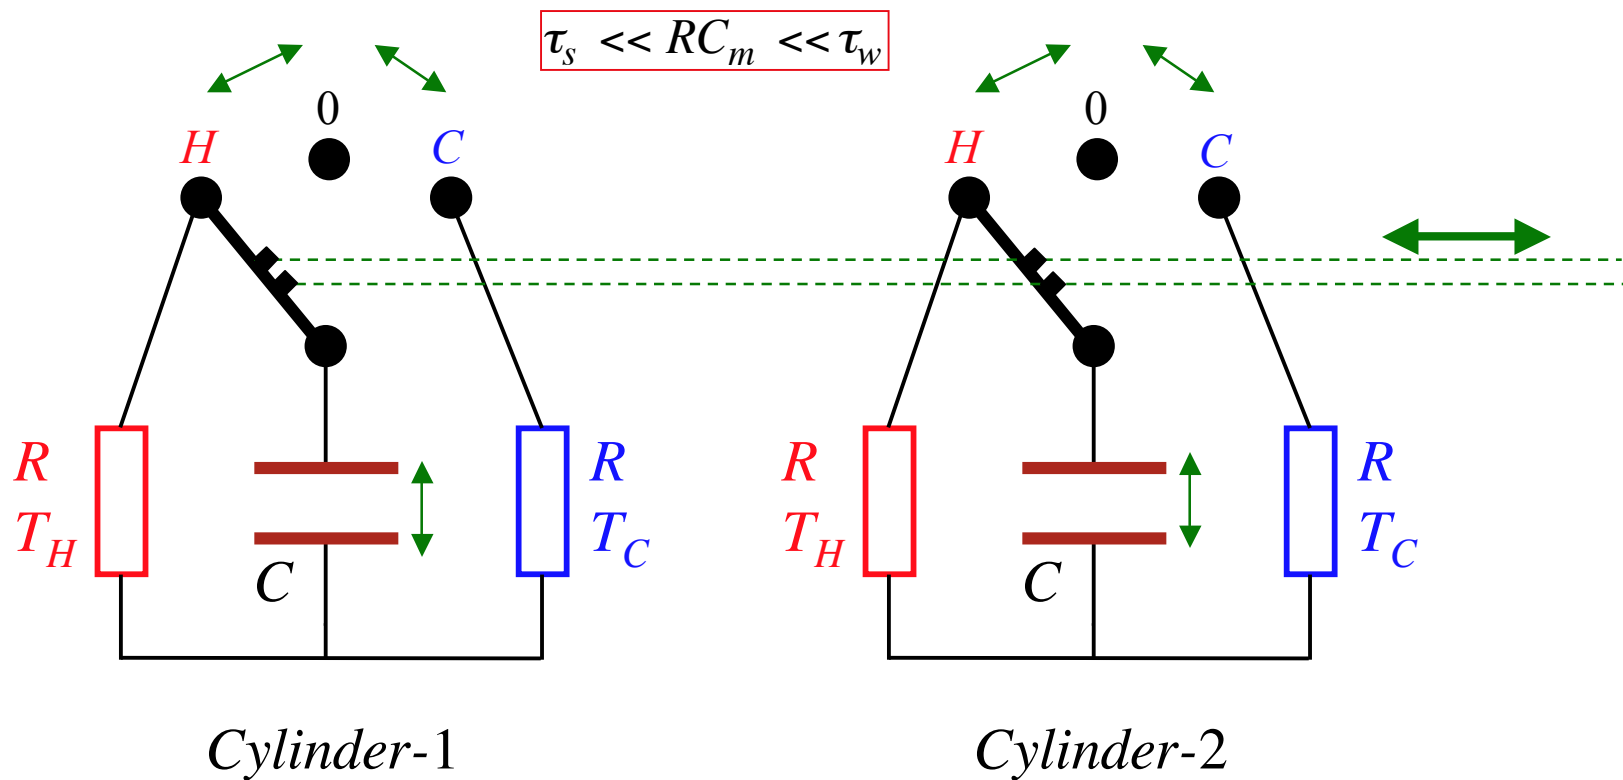 τs << RCm << τw
0 0
H C H C
R R R R
TH TC TH TC
C C
Cylinder-1 Cylinder-2